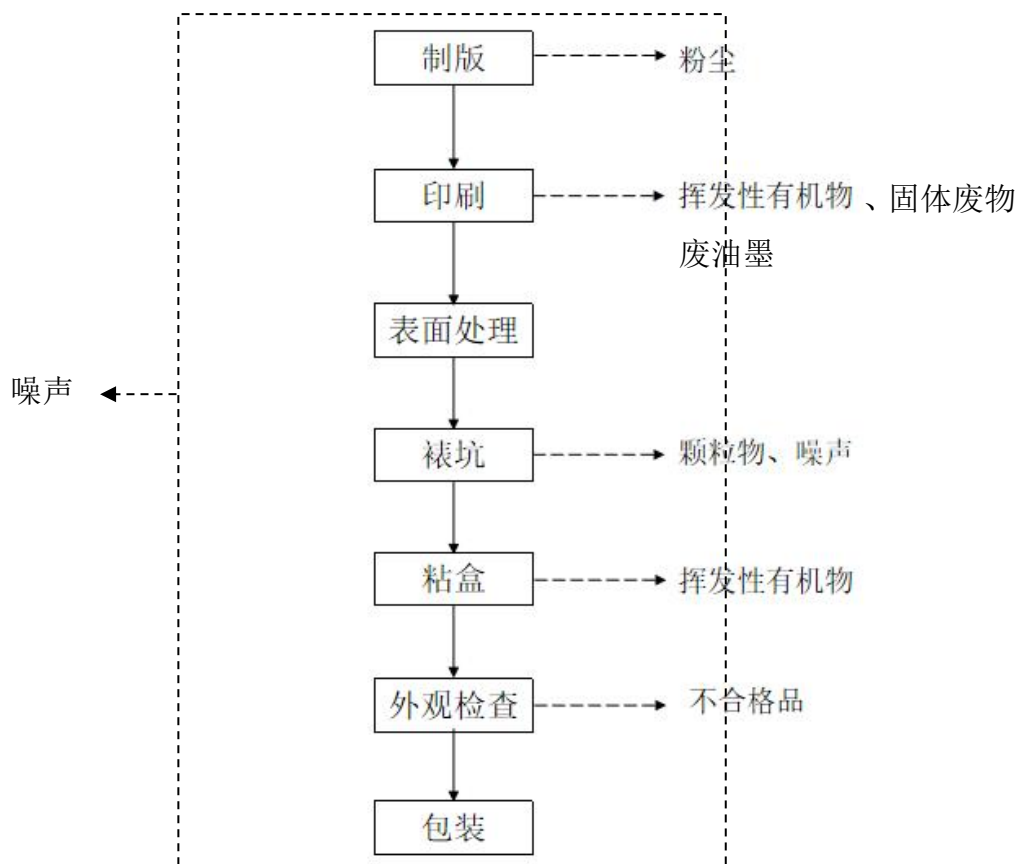 制版 粉尘
印刷 挥发性有机物、固体废物
废油墨
表面处理
噪声
裱坑 颗粒物、噪声
粘盒 挥发性有机物
外观检查 不合格品
包装